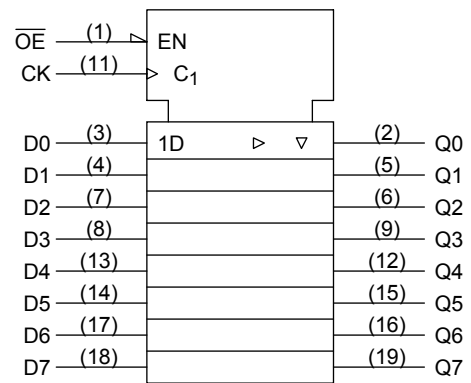 O̅E̅ (1) EN
CK (11) C1
D0 (3) 1D (2) Q0
D1 (4) (5) Q1
D2 (7) (6) Q2
D3 (8) (9) Q3
D4 (13) (12) Q4
D5 (14) (15) Q5
D6 (17) (16) Q6
D7 (18) (19) Q7